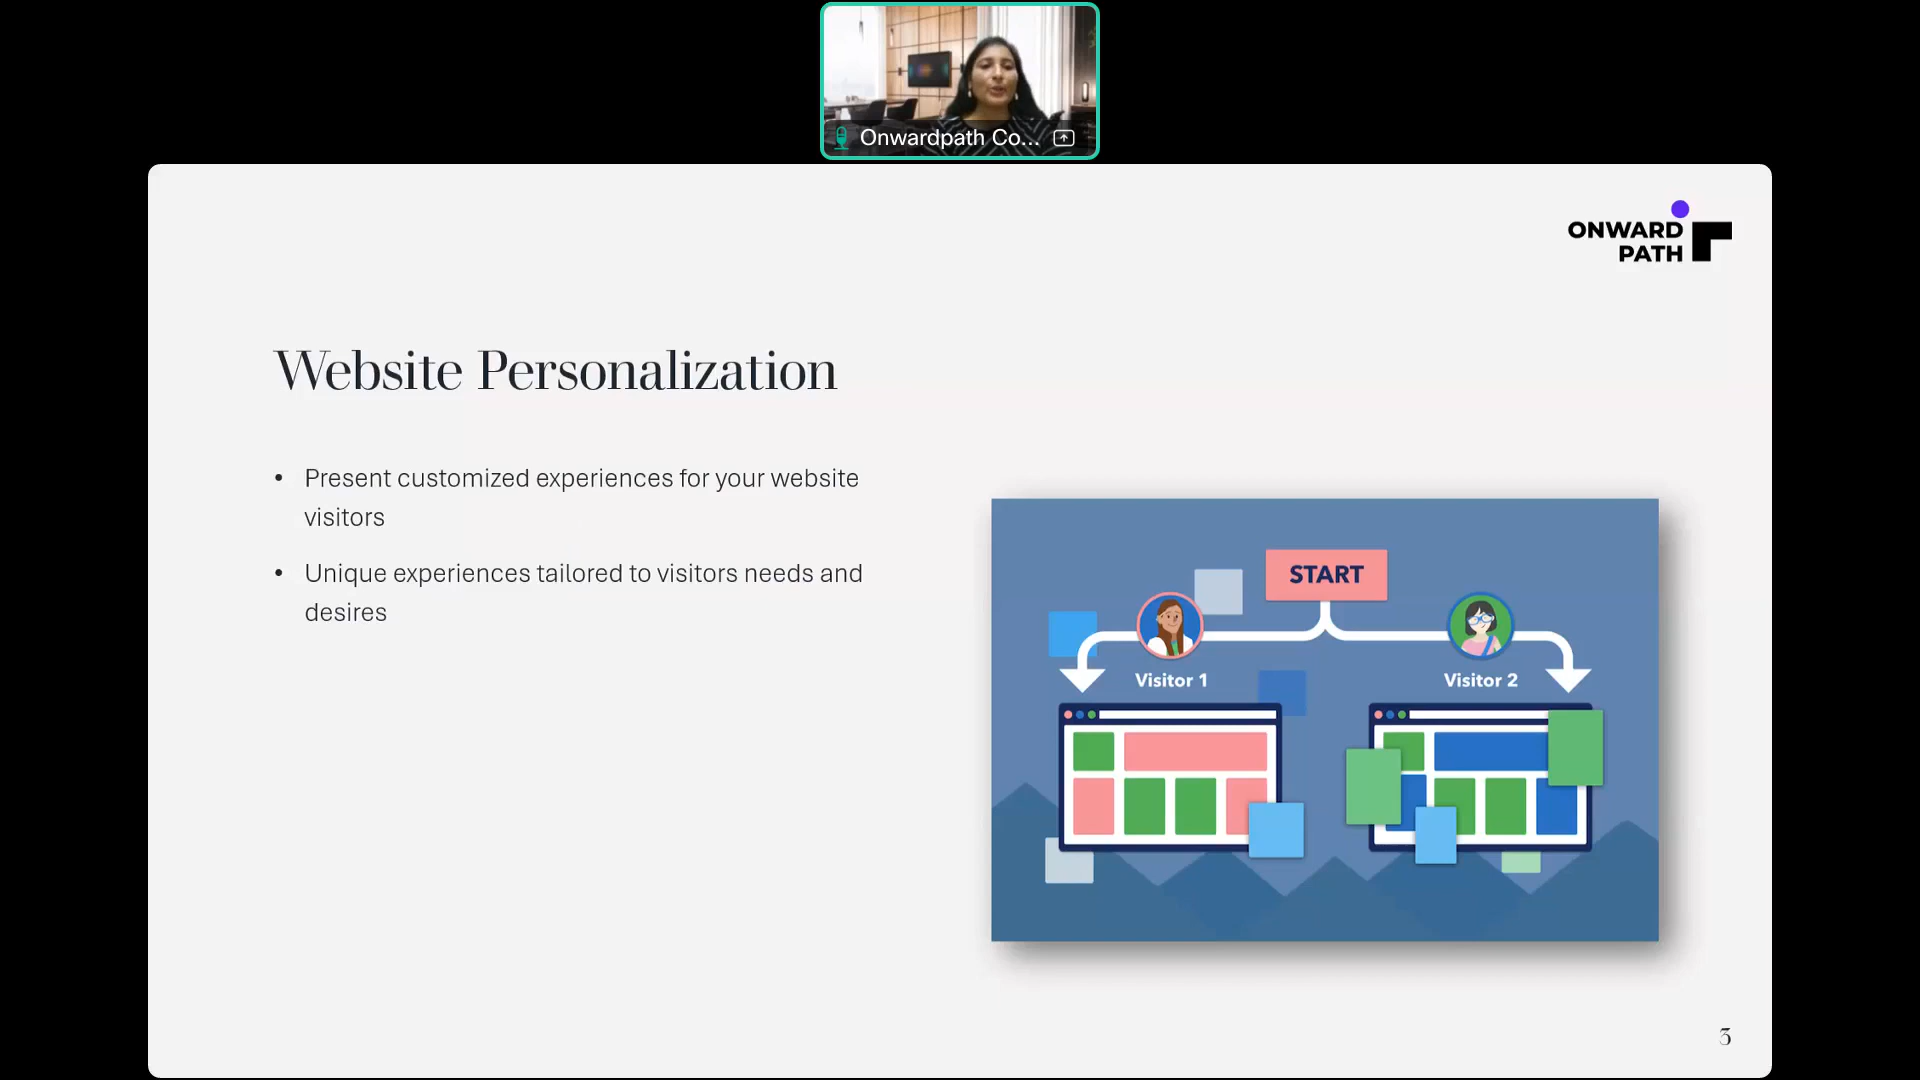 Onwardpath Co...
ONWARD
PATH
Website Personalization
• Present customized experiences for your website
visitors
• Unique experiences tailored to visitors needs and
desires
START
Visitor 1
Visitor 2
3